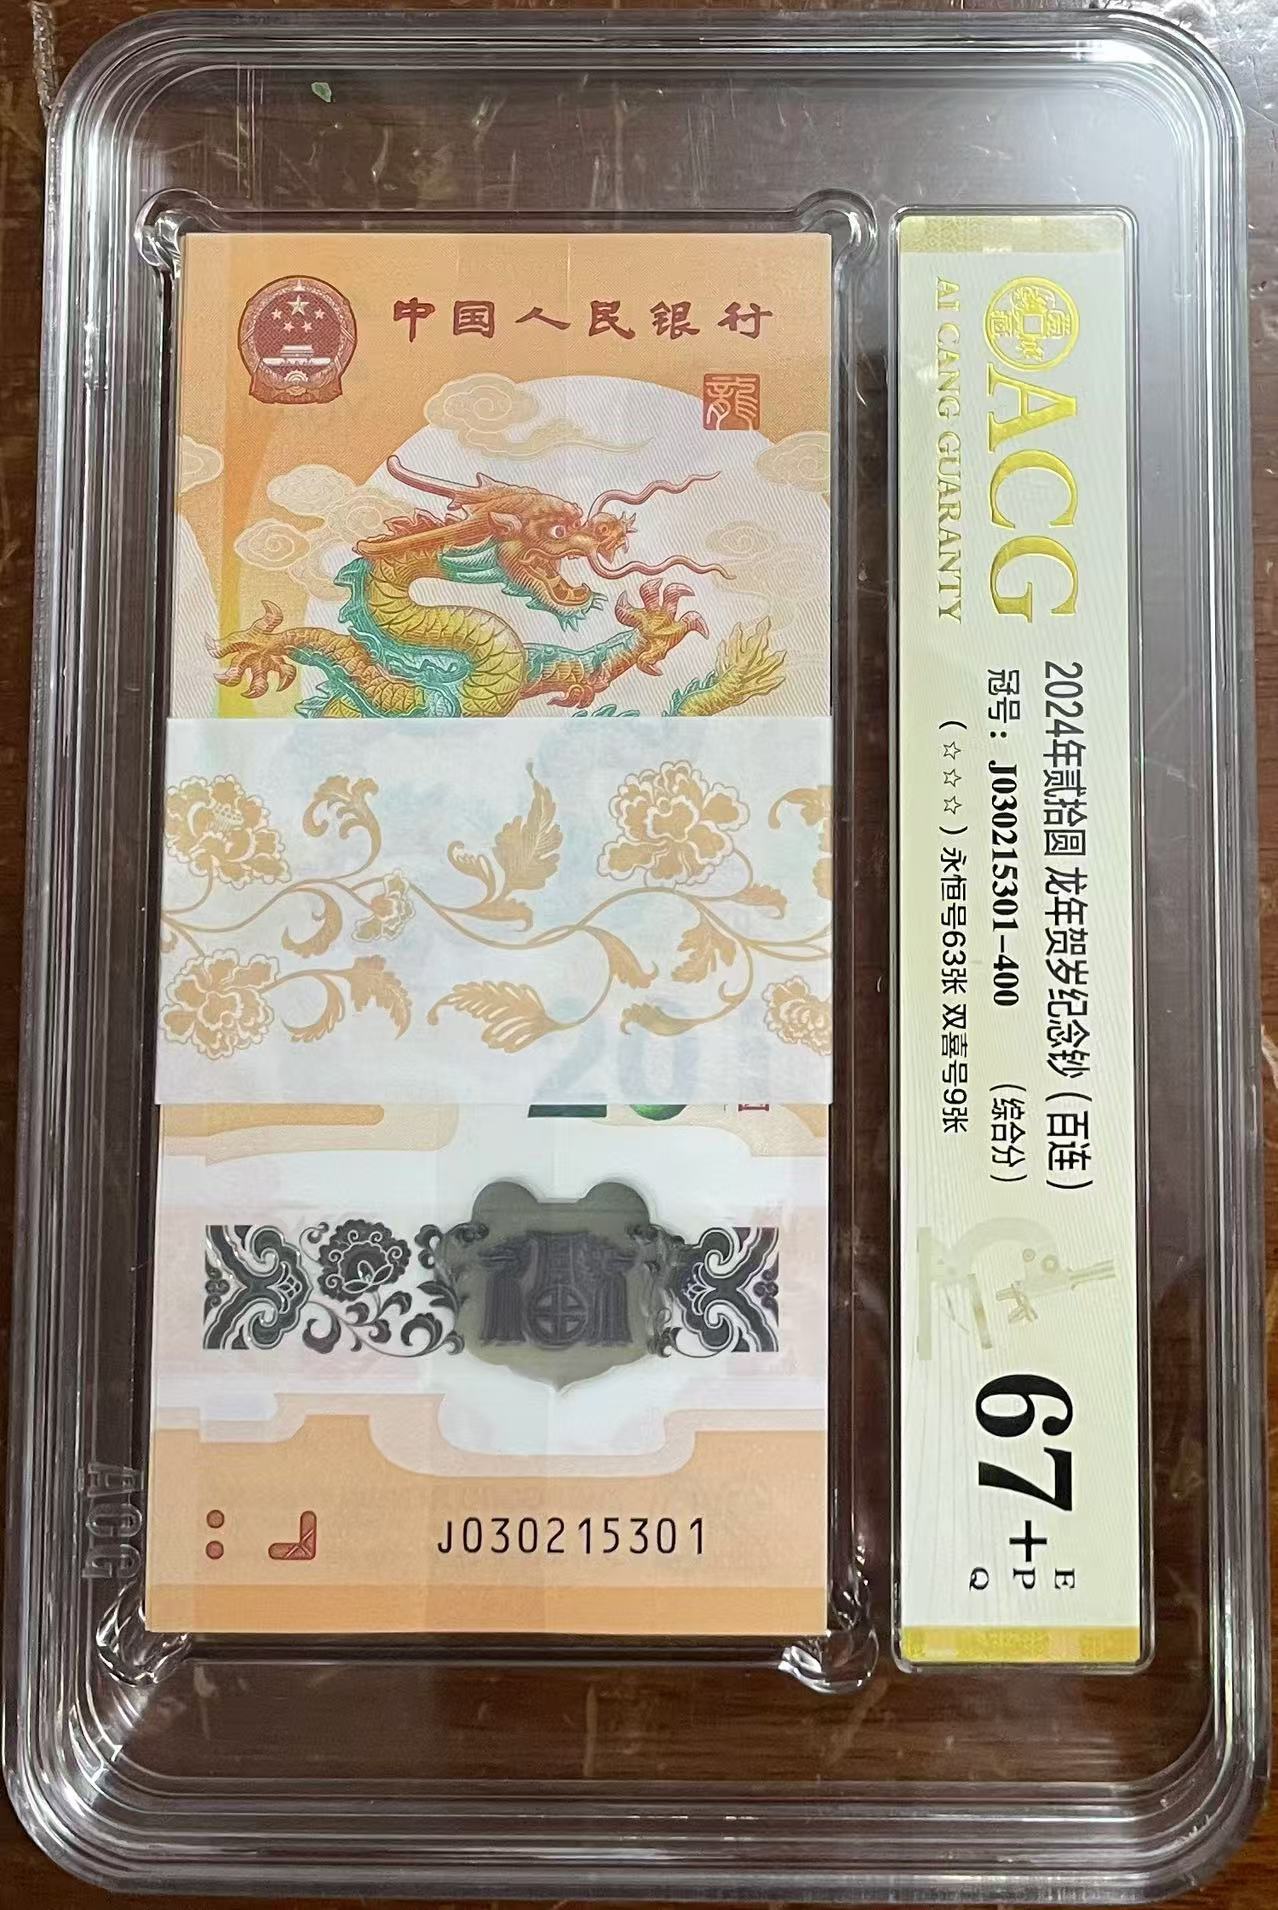 中国人民银行
龍
20
J030215301
ACG
AI CANG GUARANTY
2024年贰拾圆 龙年贺岁纪念钞（百连）
冠号：J030215301-400 （综合分）
（☆☆☆）永恒号63张 双喜号9张
67+
E
P
Q
ACG